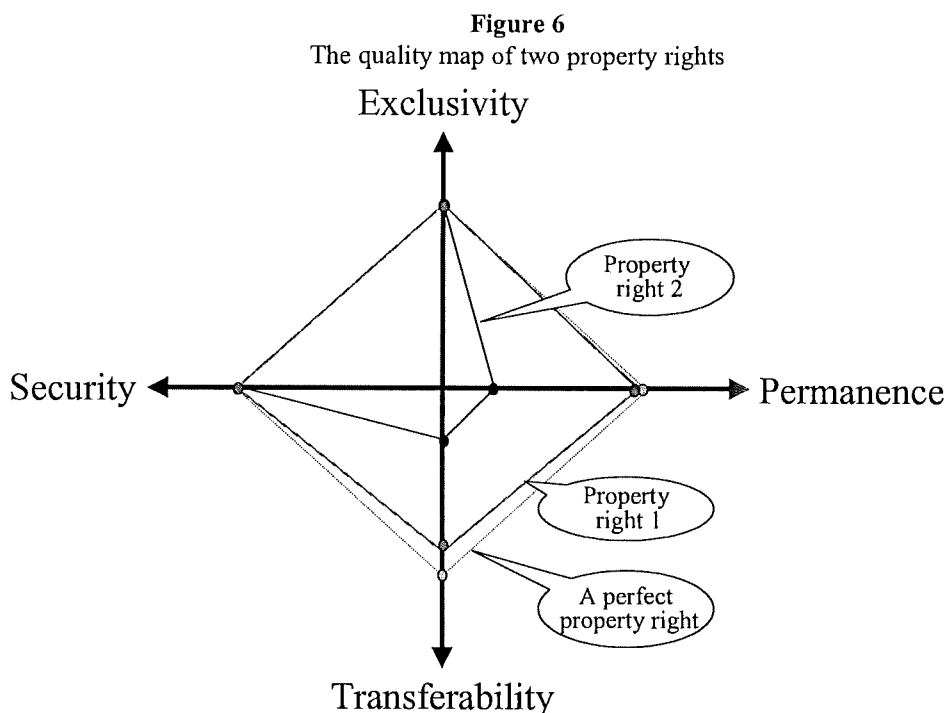 Figure 6
The quality map of two property rights
Exclusivity
Property
right 2
Security
Permanence
Property
right 1
A perfect
property right
Transferability